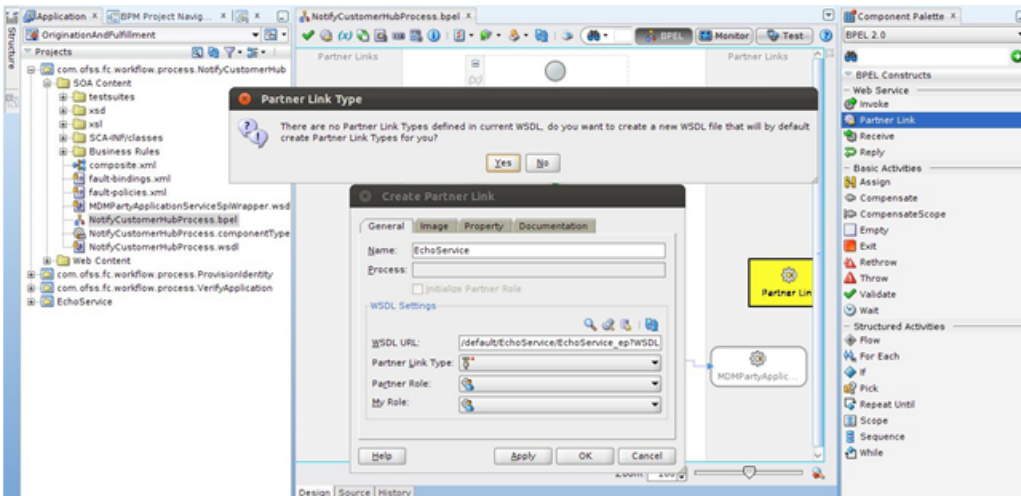 Structure
Application
BPM Project Navig...
OriginationAndFulfillment
Projects
com.ofss.fc.workflow.process.NotifyCustomerHub
SOA Content
testsuites
xsd
xsl
SCA-INF/classes
Business Rules
composite.xml
fault-bindings.xml
fault-policies.xml
MDMPartyApplicationServiceSpiWrapper.wsd
NotifyCustomerHubProcess.bpel
NotifyCustomerHubProcess.componentType
NotifyCustomerHubProcess.wsdl
Web Content
com.ofss.fc.workflow.process.ProvisionIdentity
com.ofss.fc.workflow.process.VerifyApplication
EchoService
NotifyCustomerHubProcess.bpel
BPEL Monitor Test
Partner Links
Partner Links
Partner Link Type
There are no Partner Link Types defined in current WSDL, do you want to create a new WSDL file that will by default
create Partner Link Types for you?
Yes No
Create Partner Link
General Image Property Documentation
Name: EchoService
Process:
Initialize Partner Role
WSDL Settings
WSDL URL: /default/EchoService/EchoService_ep?WSDL
Partner Link Type:
Partner Role:
My Role:
Help Apply OK Cancel
Partner Lin
MDMPartyApplic...
Zoom: 100
Design Source History
Component Palette
BPEL 2.0
BPEL Constructs
Web Service
Invoke
Partner Link
Receive
Reply
Basic Activities
Assign
Compensate
CompensateScope
Empty
Exit
Rethrow
Throw
Validate
Wait
Structured Activities
Flow
For Each
If
Pick
Repeat Until
Scope
Sequence
While